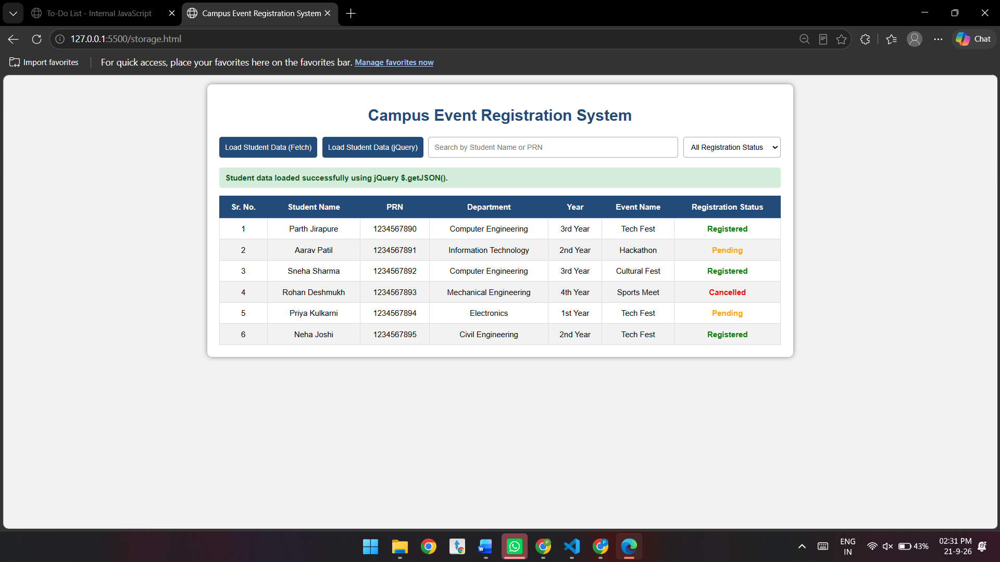 To-Do List - Internal JavaScript
Campus Event Registration System
127.0.0.1:5500/storage.html
Chat
Import favorites
For quick access, place your favorites here on the favorites bar. Manage favorites now
Campus Event Registration System
Load Student Data (Fetch) Load Student Data (jQuery) Search by Student Name or PRN All Registration Status
Student data loaded successfully using jQuery $.getJSON().
Sr. No. Student Name PRN Department Year Event Name Registration Status
1 Parth Jirapure 1234567890 Computer Engineering 3rd Year Tech Fest Registered
2 Aarav Patil 1234567891 Information Technology 2nd Year Hackathon Pending
3 Sneha Sharma 1234567892 Computer Engineering 3rd Year Cultural Fest Registered
4 Rohan Deshmukh 1234567893 Mechanical Engineering 4th Year Sports Meet Cancelled
5 Priya Kulkarni 1234567894 Electronics 1st Year Tech Fest Pending
6 Neha Joshi 1234567895 Civil Engineering 2nd Year Tech Fest Registered
ENG
IN
43%
02:31 PM
21-9-26